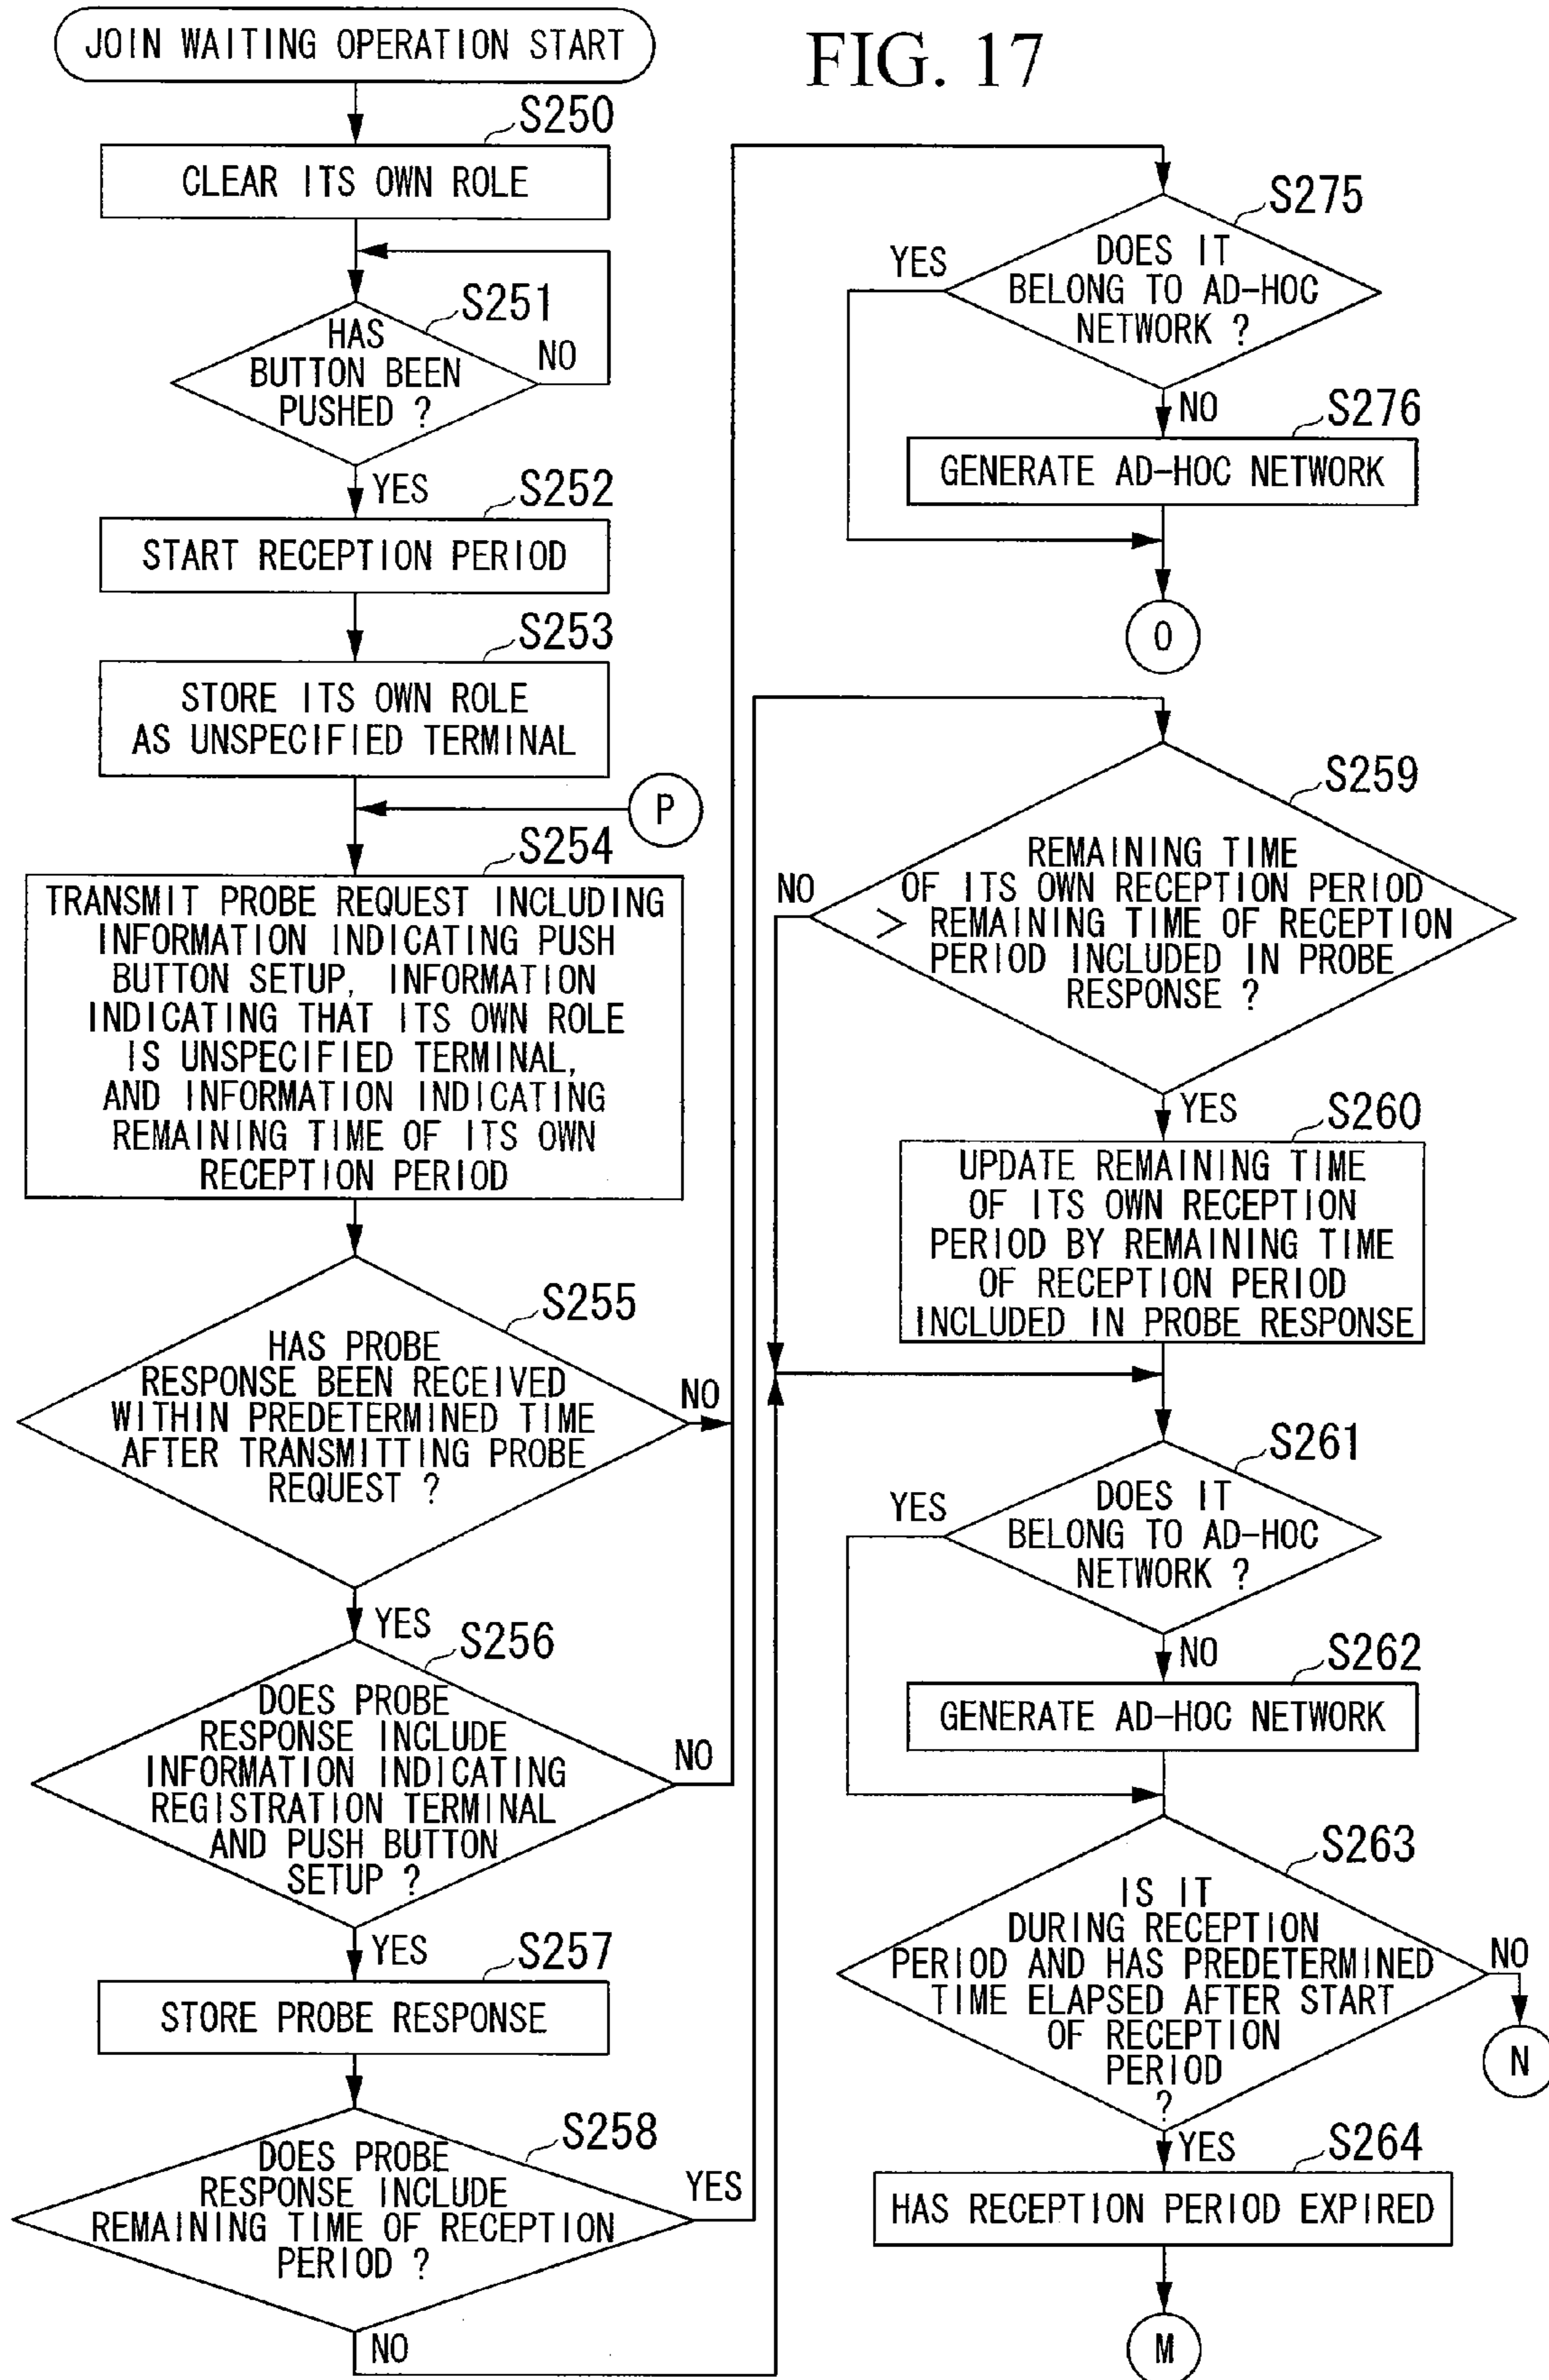 FIG. 17
JOIN WAITING OPERATION START
S250
CLEAR ITS OWN ROLE
S251
HAS
BUTTON BEEN
PUSHED ?
NO
YES
S252
START RECEPTION PERIOD
S253
STORE ITS OWN ROLE
AS UNSPECIFIED TERMINAL
P
S254
TRANSMIT PROBE REQUEST INCLUDING
INFORMATION INDICATING PUSH
BUTTON SETUP, INFORMATION
INDICATING THAT ITS OWN ROLE
IS UNSPECIFIED TERMINAL,
AND INFORMATION INDICATING
REMAINING TIME OF ITS OWN
RECEPTION PERIOD
S255
HAS PROBE
RESPONSE BEEN RECEIVED
WITHIN PREDETERMINED TIME
AFTER TRANSMITTING PROBE
REQUEST ?
NO
YES
S256
DOES PROBE
RESPONSE INCLUDE
INFORMATION INDICATING
REGISTRATION TERMINAL
AND PUSH BUTTON
SETUP ?
NO
YES
S257
STORE PROBE RESPONSE
S258
DOES PROBE
RESPONSE INCLUDE
REMAINING TIME OF RECEPTION
PERIOD ?
YES
NO
S275
DOES IT
BELONG TO AD-HOC
NETWORK ?
YES
NO
S276
GENERATE AD-HOC NETWORK
O
S259
REMAINING TIME
OF ITS OWN RECEPTION PERIOD
> REMAINING TIME OF RECEPTION
PERIOD INCLUDED IN PROBE
RESPONSE ?
NO
YES
S260
UPDATE REMAINING TIME
OF ITS OWN RECEPTION
PERIOD BY REMAINING TIME
OF RECEPTION PERIOD
INCLUDED IN PROBE RESPONSE
S261
DOES IT
BELONG TO AD-HOC
NETWORK ?
YES
NO
S262
GENERATE AD-HOC NETWORK
S263
IS IT
DURING RECEPTION
PERIOD AND HAS PREDETERMINED
TIME ELAPSED AFTER START
OF RECEPTION
PERIOD
?
NO
N
YES
S264
HAS RECEPTION PERIOD EXPIRED
M